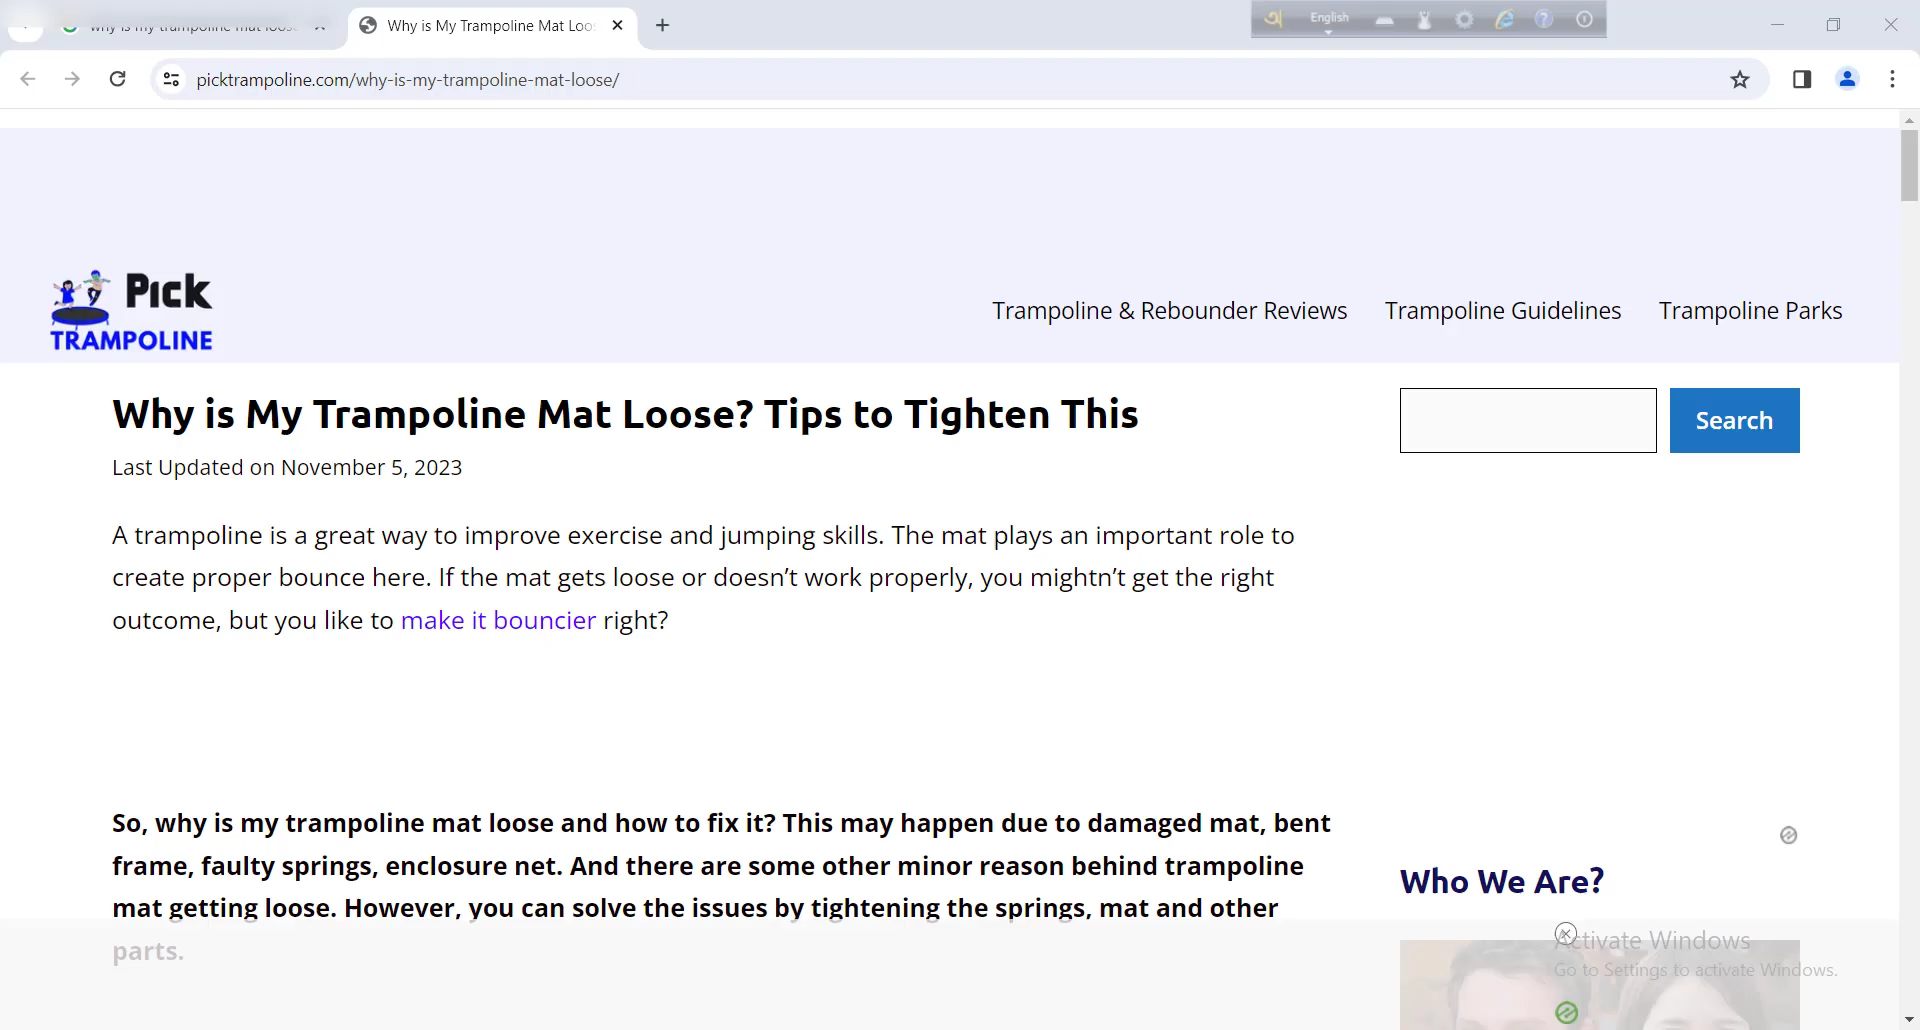 Why is My Trampoline Mat Loo
English
picktrampoline.com/why-is-my-trampoline-mat-loose/
Pick
TRAMPOLINE
Trampoline & Rebounder Reviews
Trampoline Guidelines
Trampoline Parks
Why is My Trampoline Mat Loose? Tips to Tighten This
Search
Last Updated on November 5, 2023
A trampoline is a great way to improve exercise and jumping skills. The mat plays an important role to
create proper bounce here. If the mat gets loose or doesn’t work properly, you mightn’t get the right
outcome, but you like to make it bouncier right?
So, why is my trampoline mat loose and how to fix it? This may happen due to damaged mat, bent
frame, faulty springs, enclosure net. And there are some other minor reason behind trampoline
mat getting loose. However, you can solve the issues by tightening the springs, mat and other
parts.
Who We Are?
Activate Windows
Go to Settings to activate Windows.